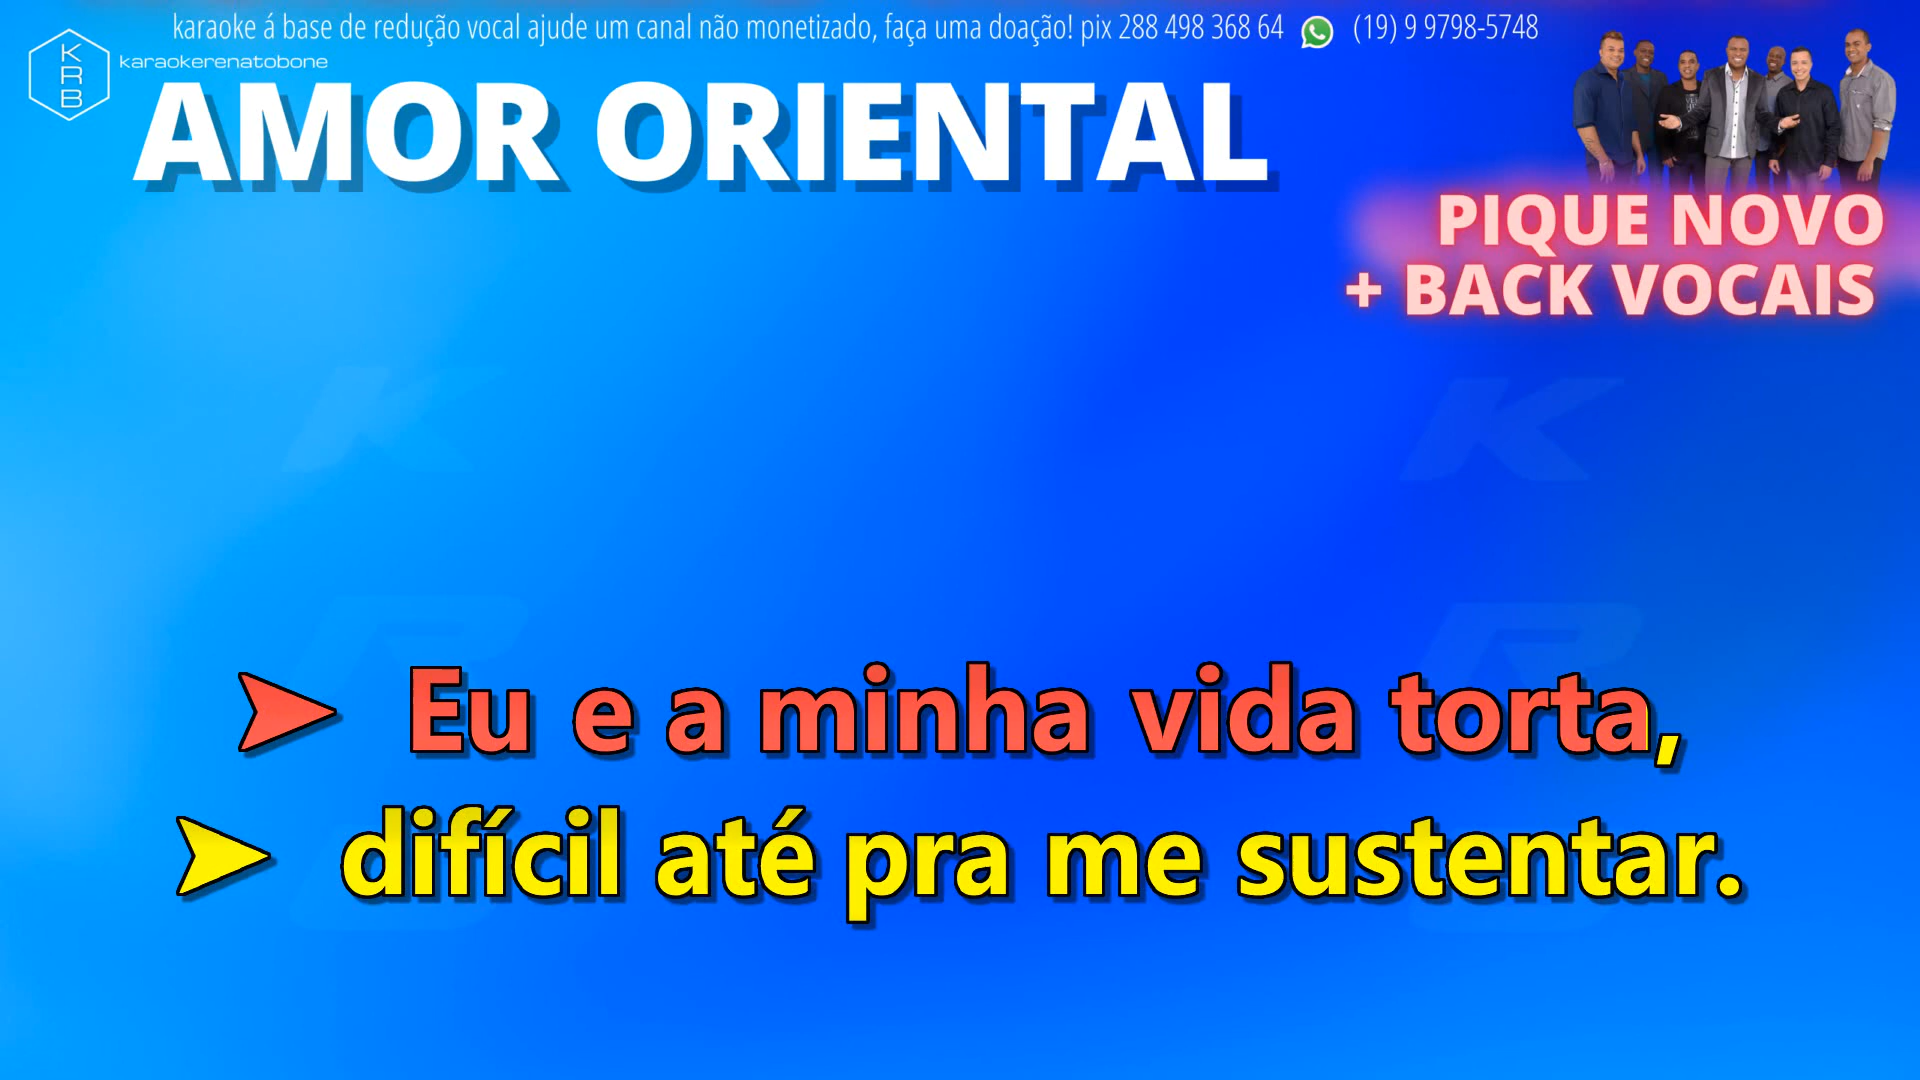 karaoke á base de redução vocal ajude um canal não monetizado, faça uma doação! pix 288 498 368 64 (19) 9 9798-5748
KRB
karaokerenatobone
AMOR ORIENTAL
PIQUE NOVO
+ BACK VOCAIS
K
K
R
R
➤ Eu e a minha vida torta,
➤ difícil até pra me sustentar.
B
B